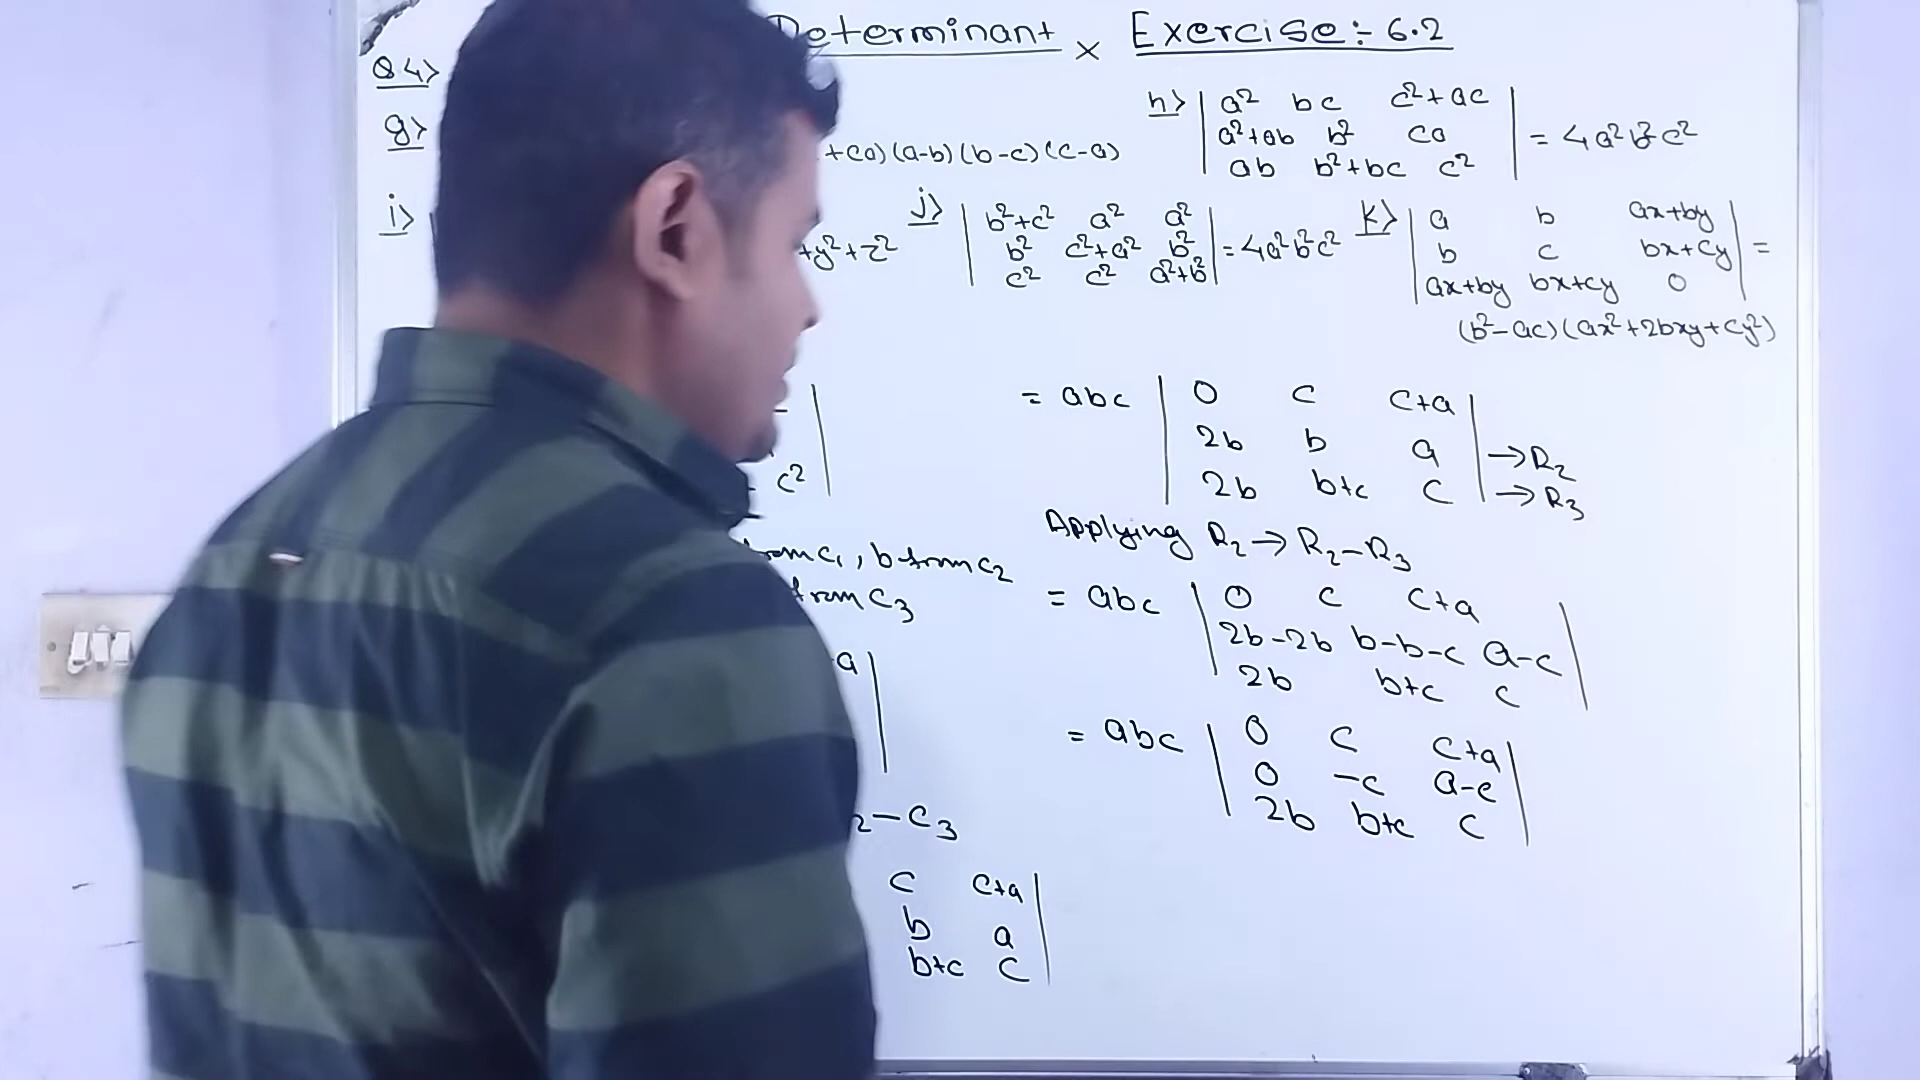 Determinant × Exercise:- 6.2
Q4>
g> +ca)(a-b)(b-c)(c-a)
h> | a² bc c²+ac |
| a²+ab b² ca | = 4a²b²c²
| ab b²+bc c² |
i> +y²+z²
j> | b²+c² a² a² |
| b² c²+a² b² | = 4a²b²c²
| c² c² a²+b² |
k> | a b ax+by |
| b c bx+cy | =
| ax+by bx+cy 0 |
(b²-ac)(ax²+2bxy+cy²)
c²
from c₁, b from c₂
from c₃
a |
₂-c₃
c c+a |
b a |
b+c c |
= abc | 0 c c+a |
| 2b b a | →R₂
| 2b b+c c | →R₃
Applying R₂→R₂-R₃
= abc | 0 c c+a |
| 2b-2b b-b-c a-c |
| 2b b+c c |
= abc | 0 c c+a |
| 0 -c a-c |
| 2b b+c c |